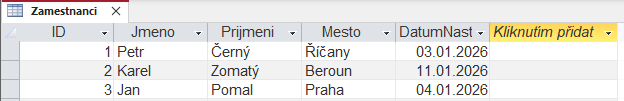 Zamestnanci
ID Jmeno Prijmeni Mesto DatumNast Kliknutím přidat
1 Petr Černý Říčany 03.01.2026
2 Karel Zomatý Beroun 11.01.2026
3 Jan Pomal Praha 04.01.2026